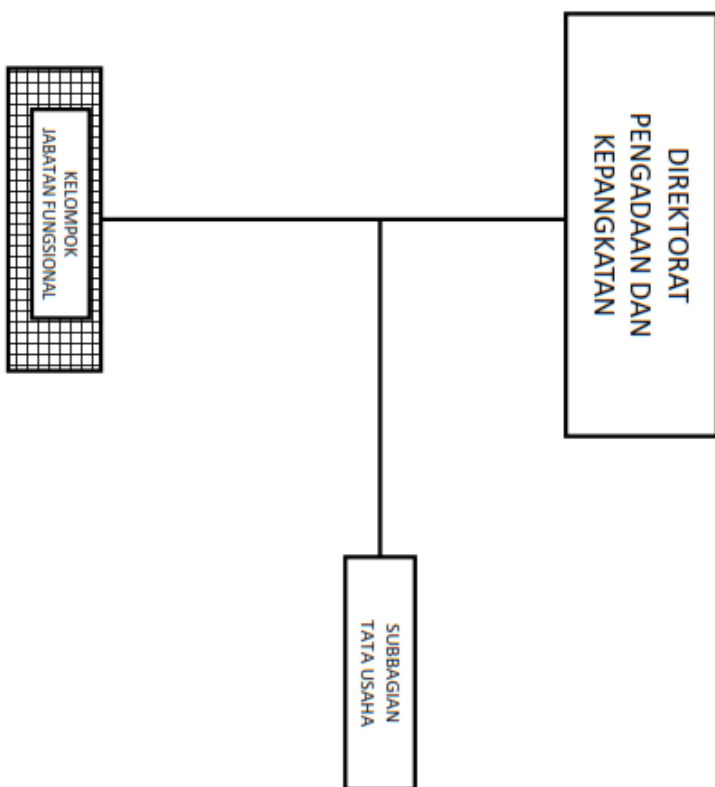 DIREKTORAT
PENGADAAN DAN
KEPANGKATAN
SUBBAGIAN
TATA USAHA
KELOMPOK
JABATAN FUNGSIONAL